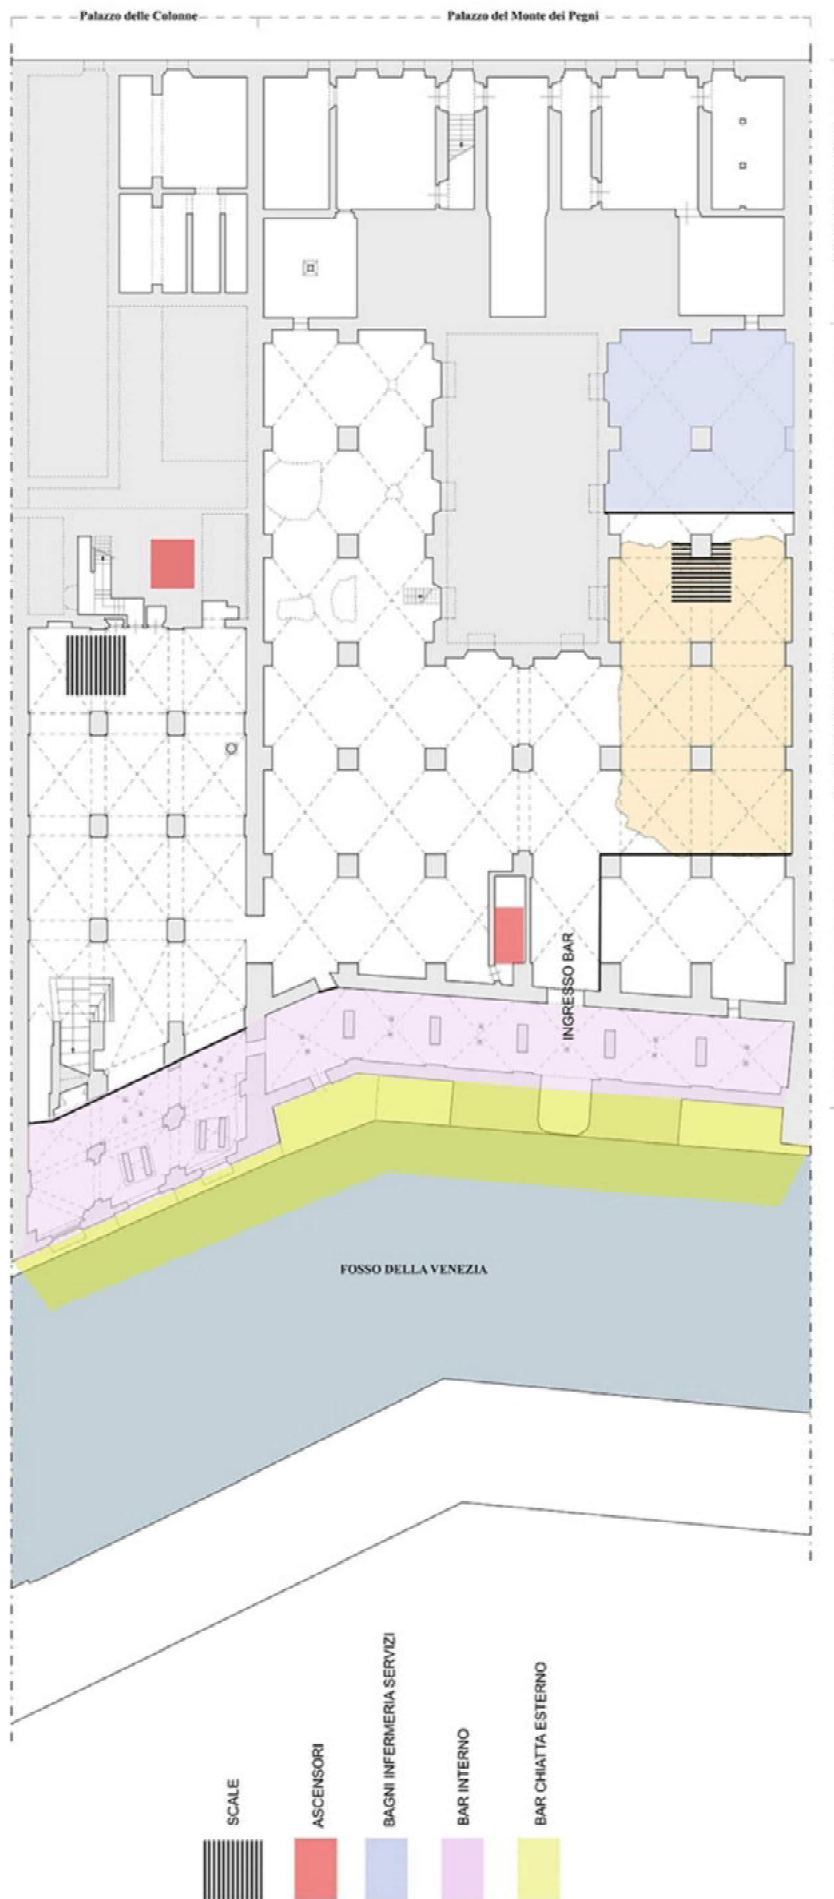 Palazzo delle Colonne
Palazzo del Monte dei Pegni
INGRESSO BAR
FOSSO DELLA VENEZIA
SCALE
ASCENSORI
BAGNI INFERMERIA SERVIZI
BAR INTERNO
BAR CHIATTA ESTERNO